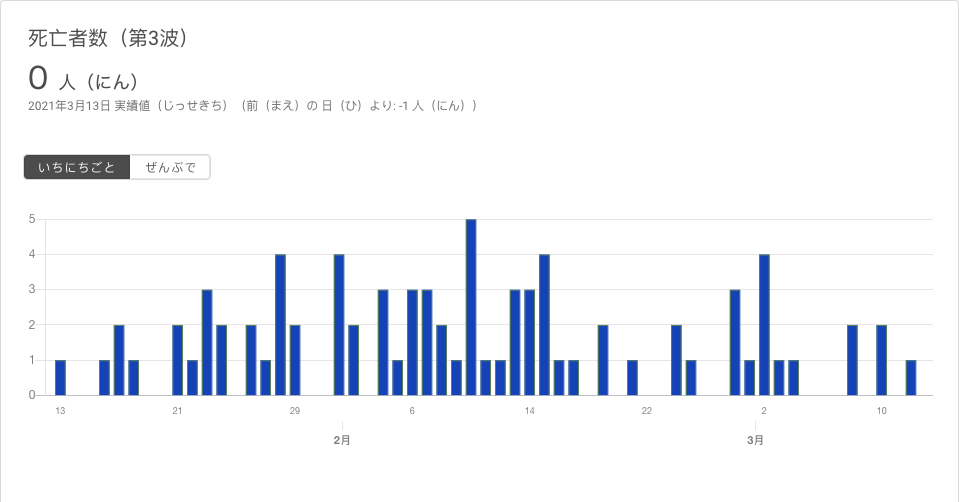 死亡者数（第3波）
0 人（にん）
2021年3月13日 実績値（じっせきち）（前（まえ）の 日（ひ）より: -1 人（にん））
いちにちごと ぜんぶで
5
4
3
2
1
0
13 21 29 6 14 22 2 10
2月 3月